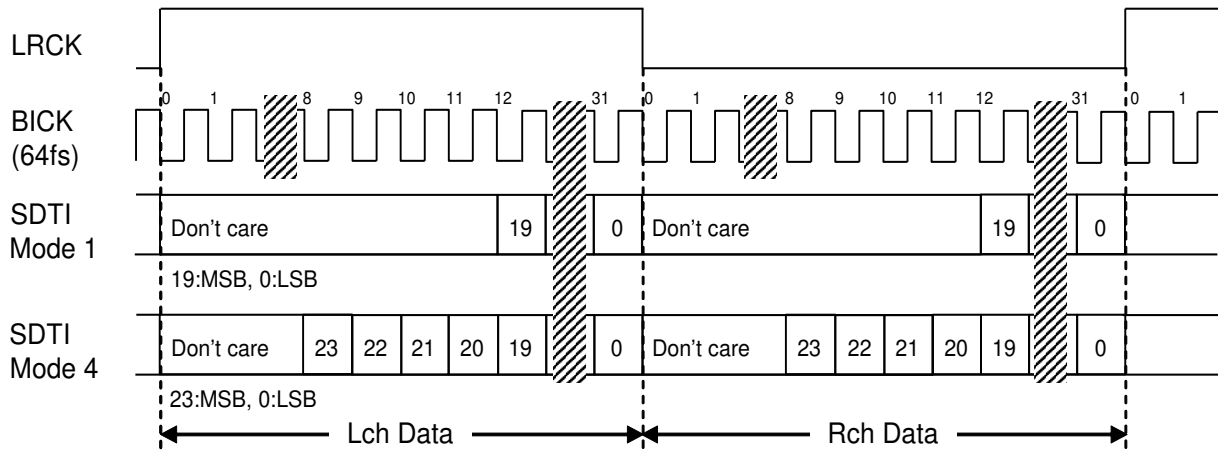 LRCK
0 1 8 9 10 11 12 31 0 1 8 9 10 11 12 31 0 1
BICK
(64fs)
SDTI
Mode 1
Don't care 19 0 Don't care 19 0
19:MSB, 0:LSB
SDTI
Mode 4
Don't care 23 22 21 20 19 0 Don't care 23 22 21 20 19 0
23:MSB, 0:LSB
Lch Data Rch Data